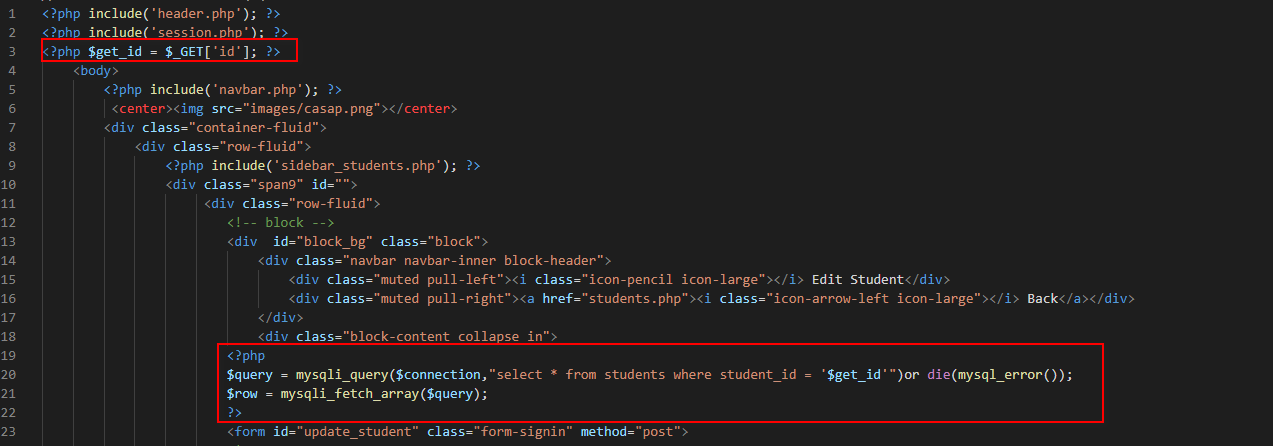 1 <?php include('header.php'); ?>
2 <?php include('session.php'); ?>
3 <?php $get_id = $_GET['id']; ?>
4 <body>
5 <?php include('navbar.php'); ?>
6 <center><img src="images/casap.png"></center>
7 <div class="container-fluid">
8 <div class="row-fluid">
9 <?php include('sidebar_students.php'); ?>
10 <div class="span9" id="">
11 <div class="row-fluid">
12 <!-- block -->
13 <div  id="block_bg" class="block">
14 <div class="navbar navbar-inner block-header">
15 <div class="muted pull-left"><i class="icon-pencil icon-large"></i> Edit Student</div>
16 <div class="muted pull-right"><a href="students.php"><i class="icon-arrow-left icon-large"></i> Back</a></div>
17 </div>
18 <div class="block-content collapse in">
19 <?php
20 $query = mysqli_query($connection,"select * from students where student_id = '$get_id'")or die(mysql_error());
21 $row = mysqli_fetch_array($query);
22 ?>
23 <form id="update_student" class="form-signin" method="post">